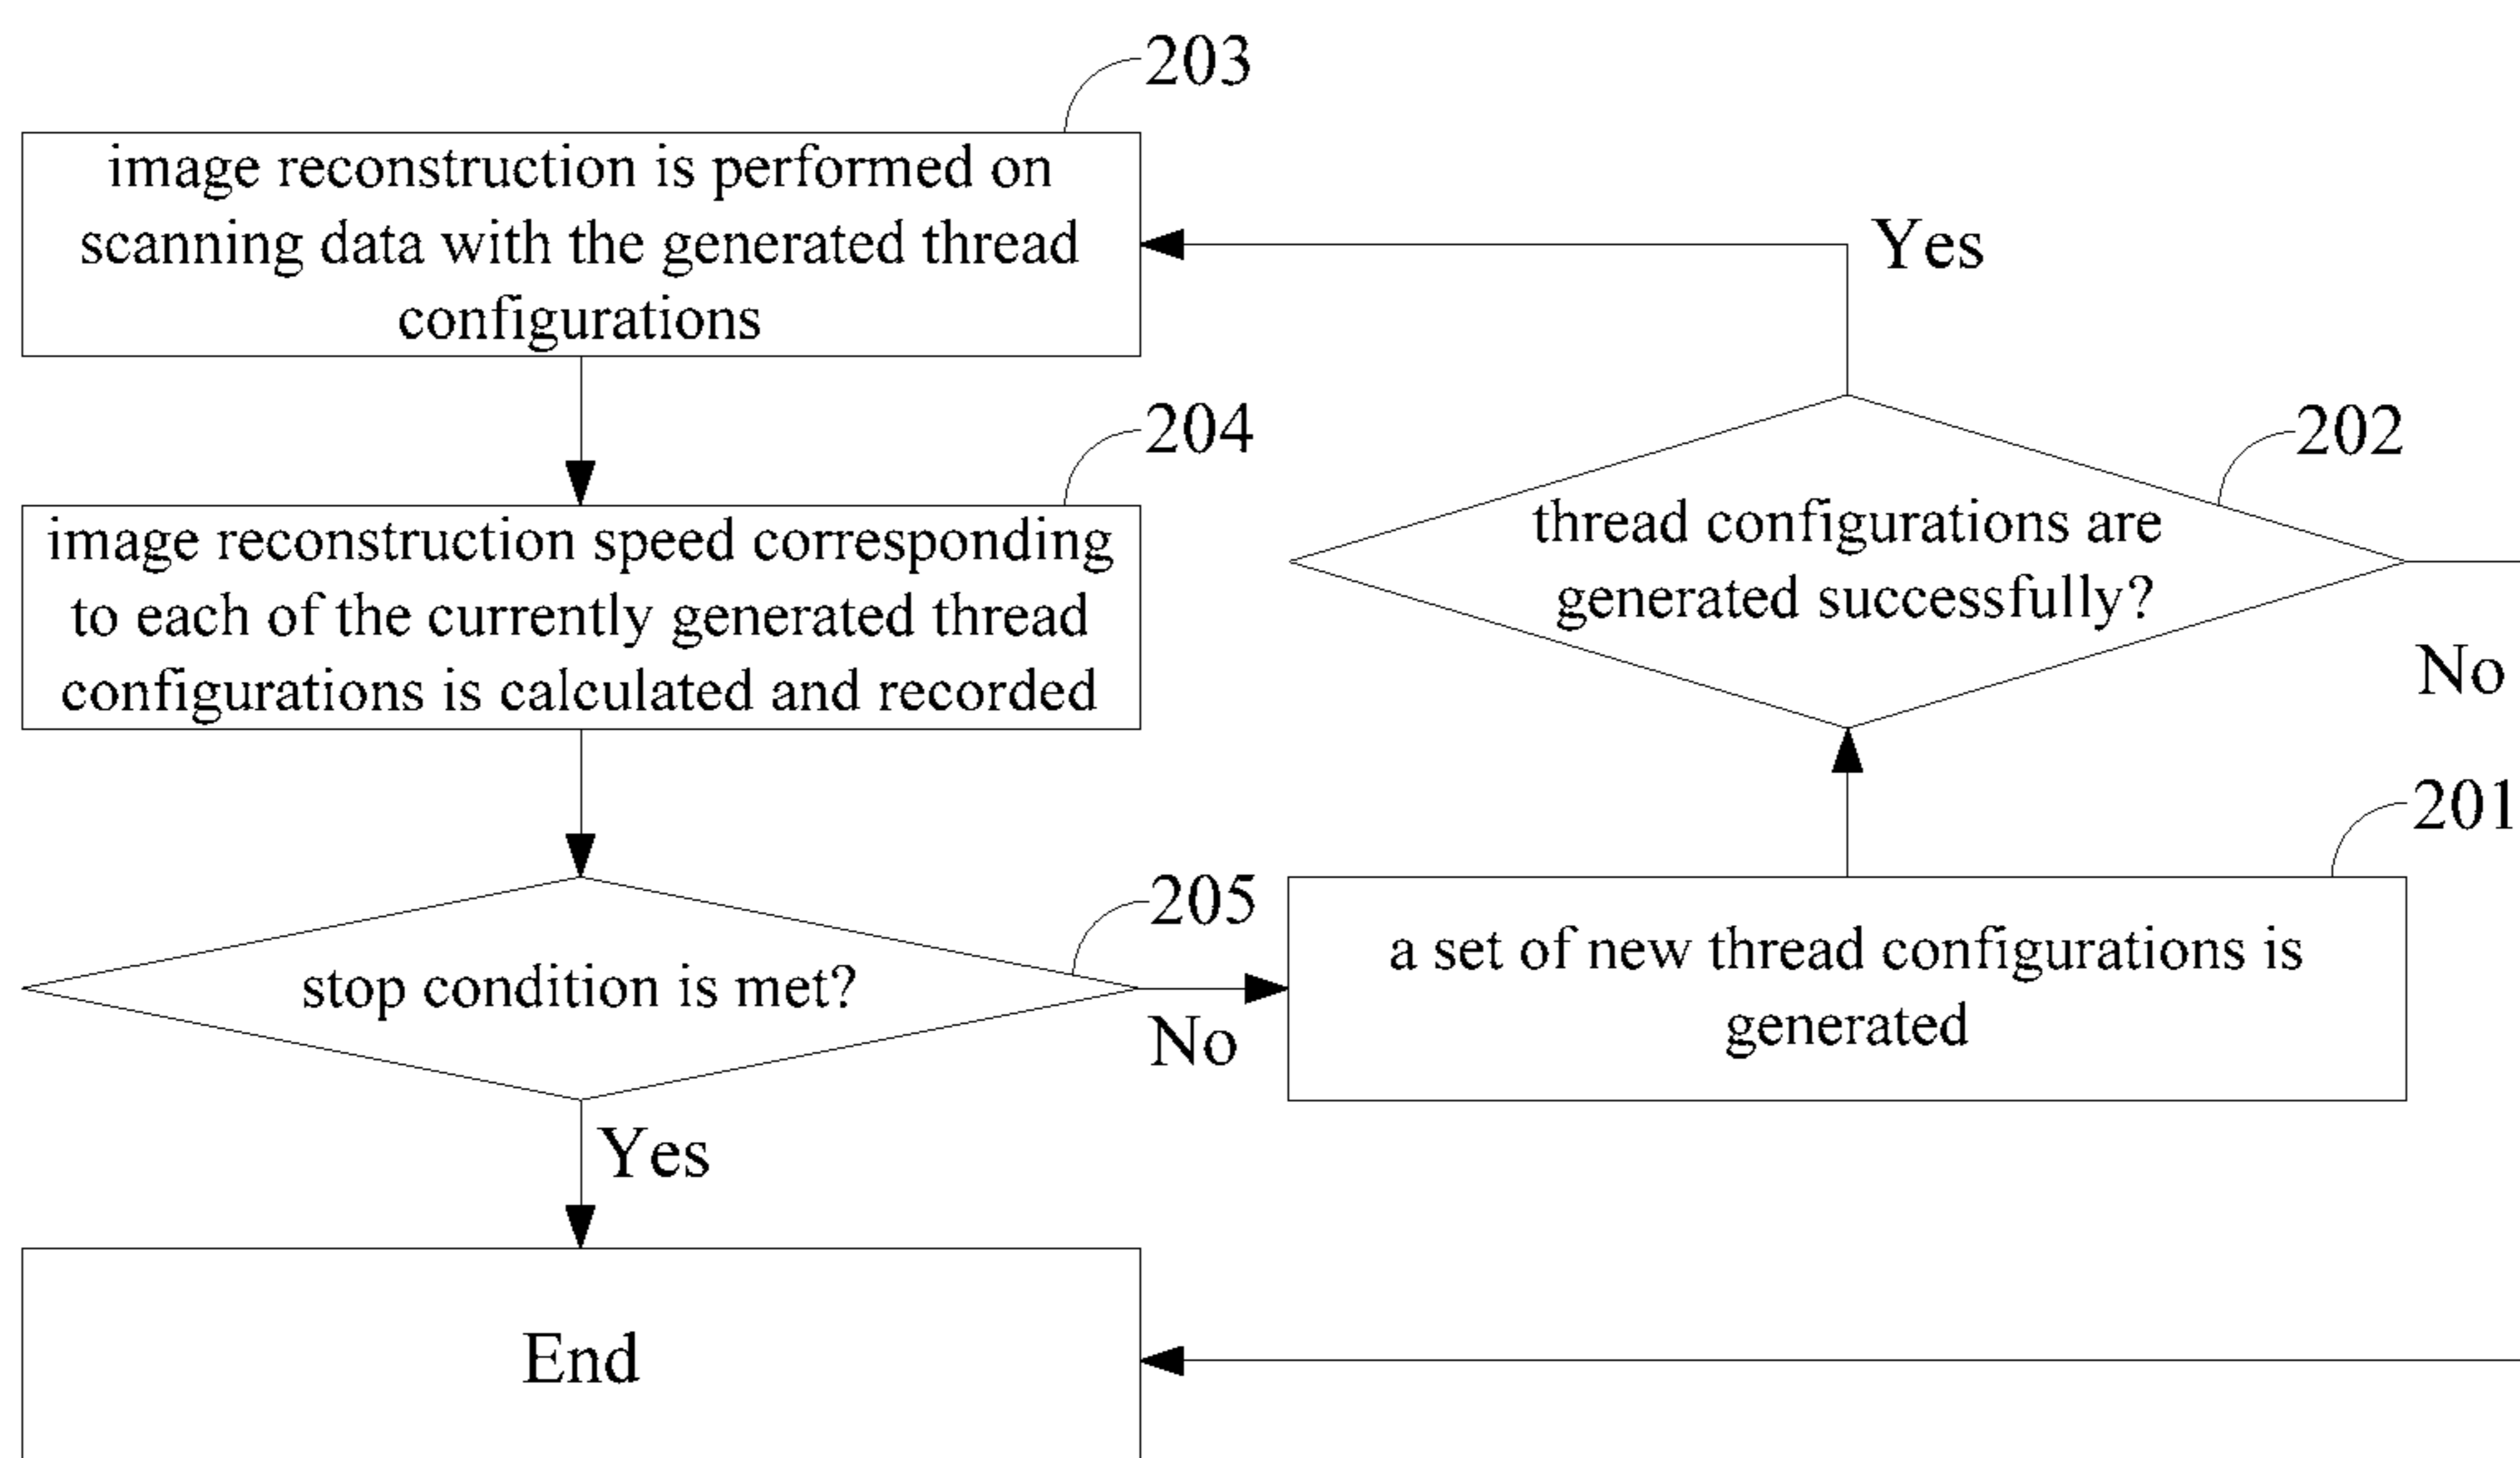 203
image reconstruction is performed on
scanning data with the generated thread
configurations
Yes
204
image reconstruction speed corresponding
to each of the currently generated thread
configurations is calculated and recorded
202
thread configurations are
generated successfully?
No
201
205
stop condition is met?
No
a set of new thread configurations is
generated
Yes
End